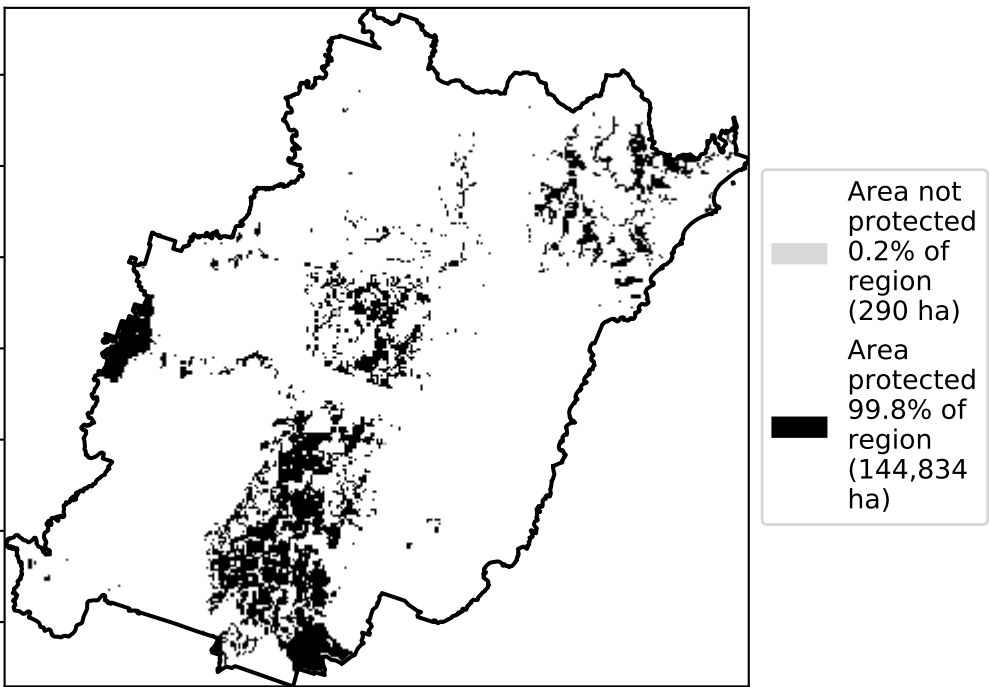 Area not
protected
0.2% of
region
(290 ha)
Area
protected
99.8% of
region
(144,834
ha)